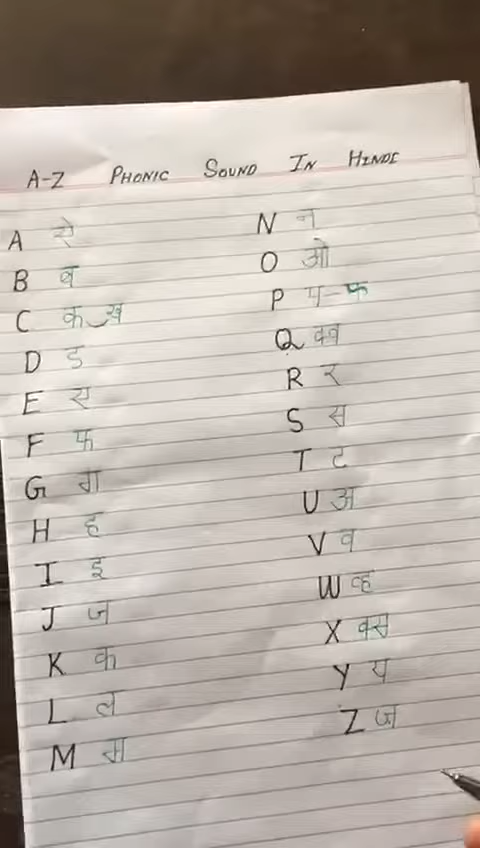 A-Z PHONIC SOUND IN HINDI
A ऐ
B ब
C क ख
D ड
E ए
F फ
G ग
H ह
I इ
J ज
K क
L ल
M म
N न
O ओ
P प-फ
Q क्व
R र
S स
T ट
U अ
V व
W व्ह
X क्स
Y य
Z ज